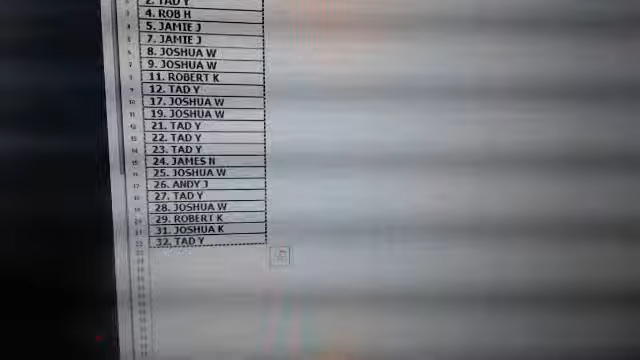 2. TAD Y
4. ROB H
5. JAMIE J
7. JAMIE J
8. JOSHUA W
9. JOSHUA W
11. ROBERT K
12. TAD Y
17. JOSHUA W
19. JOSHUA W
21. TAD Y
22. TAD Y
23. TAD Y
24. JAMES N
25. JOSHUA W
26. ANDY J
27. TAD Y
28. JOSHUA W
29. ROBERT K
31. JOSHUA K
32. TAD Y